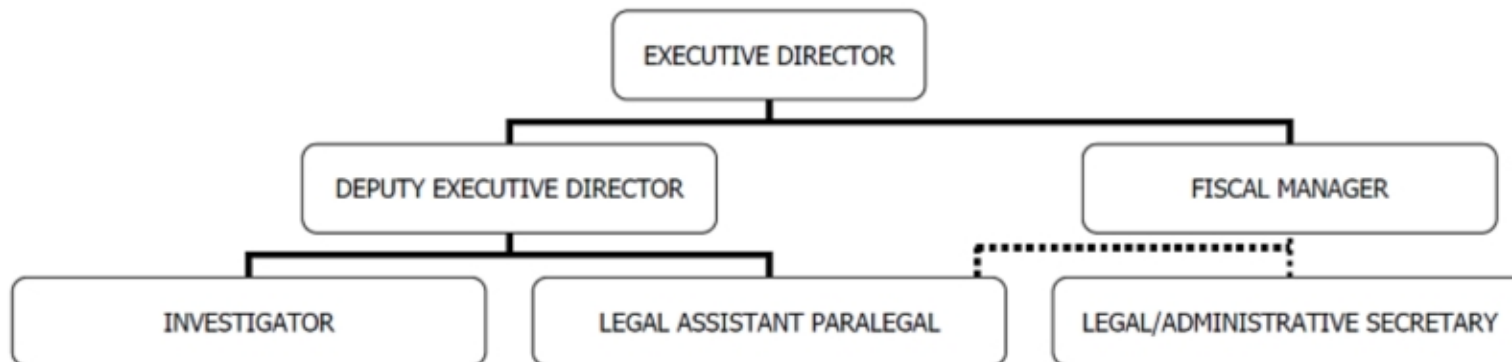 EXECUTIVE DIRECTOR
DEPUTY EXECUTIVE DIRECTOR
FISCAL MANAGER
INVESTIGATOR
LEGAL ASSISTANT PARALEGAL
LEGAL/ADMINISTRATIVE SECRETARY